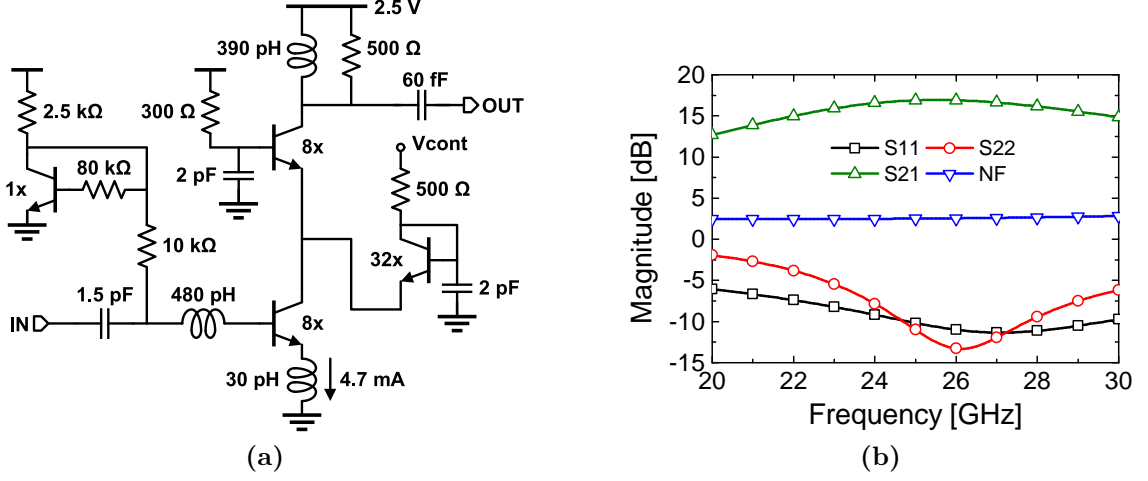 2.5 V
390 pH
500 Ω
60 fF
OUT
2.5 kΩ
300 Ω
8x
Vcont
80 kΩ
2 pF
1x
500 Ω
10 kΩ
32x
2 pF
1.5 pF
480 pH
IN
8x
30 pH
4.7 mA
(a)
20
15
10
5
0
-5
-10
-15
Magnitude [dB]
S11
S22
S21
NF
20
22
24
26
28
30
Frequency [GHz]
(b)